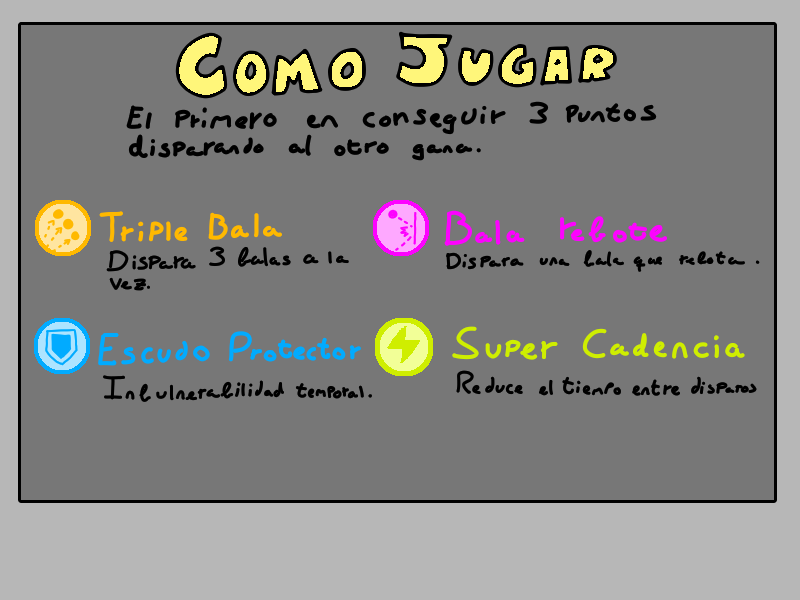 Como Jugar
El Primero en conseguir 3 Puntos
disparando al otro gana.
Triple Bala
Dispara 3 balas a la
vez.
Bala rebote
Dispara una bala que rebota.
Escudo Protector
Inbulnerabilidad temporal.
Super Cadencia
Reduce el tiempo entre disparos